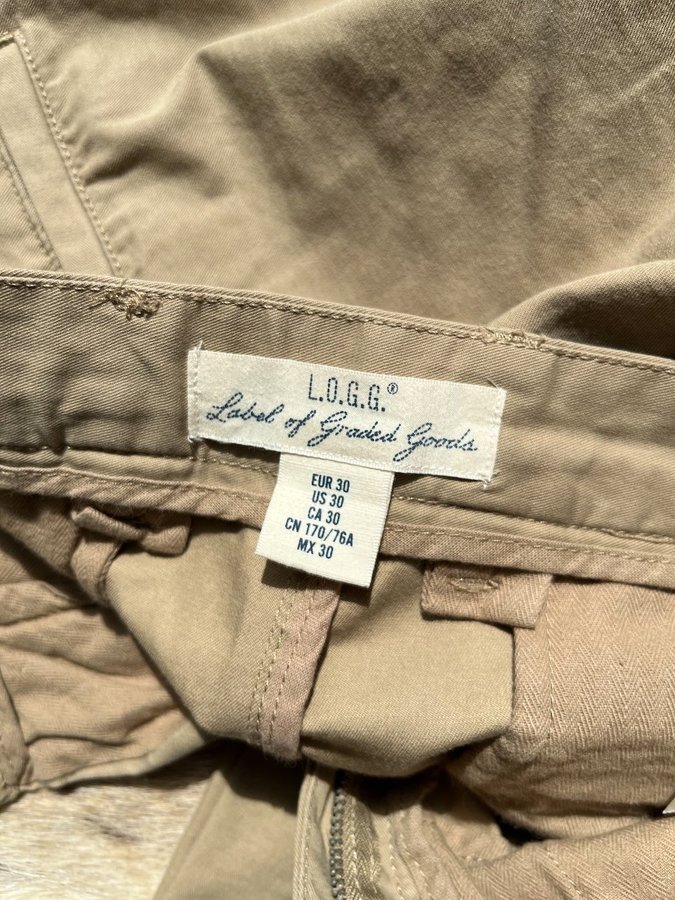 L.O.G.G.®
Label of Graded Goods
EUR 30
US 30
CA 30
CN 170/76A
MX 30